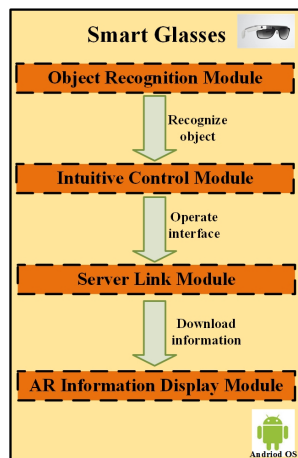 Smart Glasses
Object Recognition Module
Recognize
object
Intuitive Control Module
Operate
interface
Server Link Module
Download
information
AR Information Display Module
Andriod OS